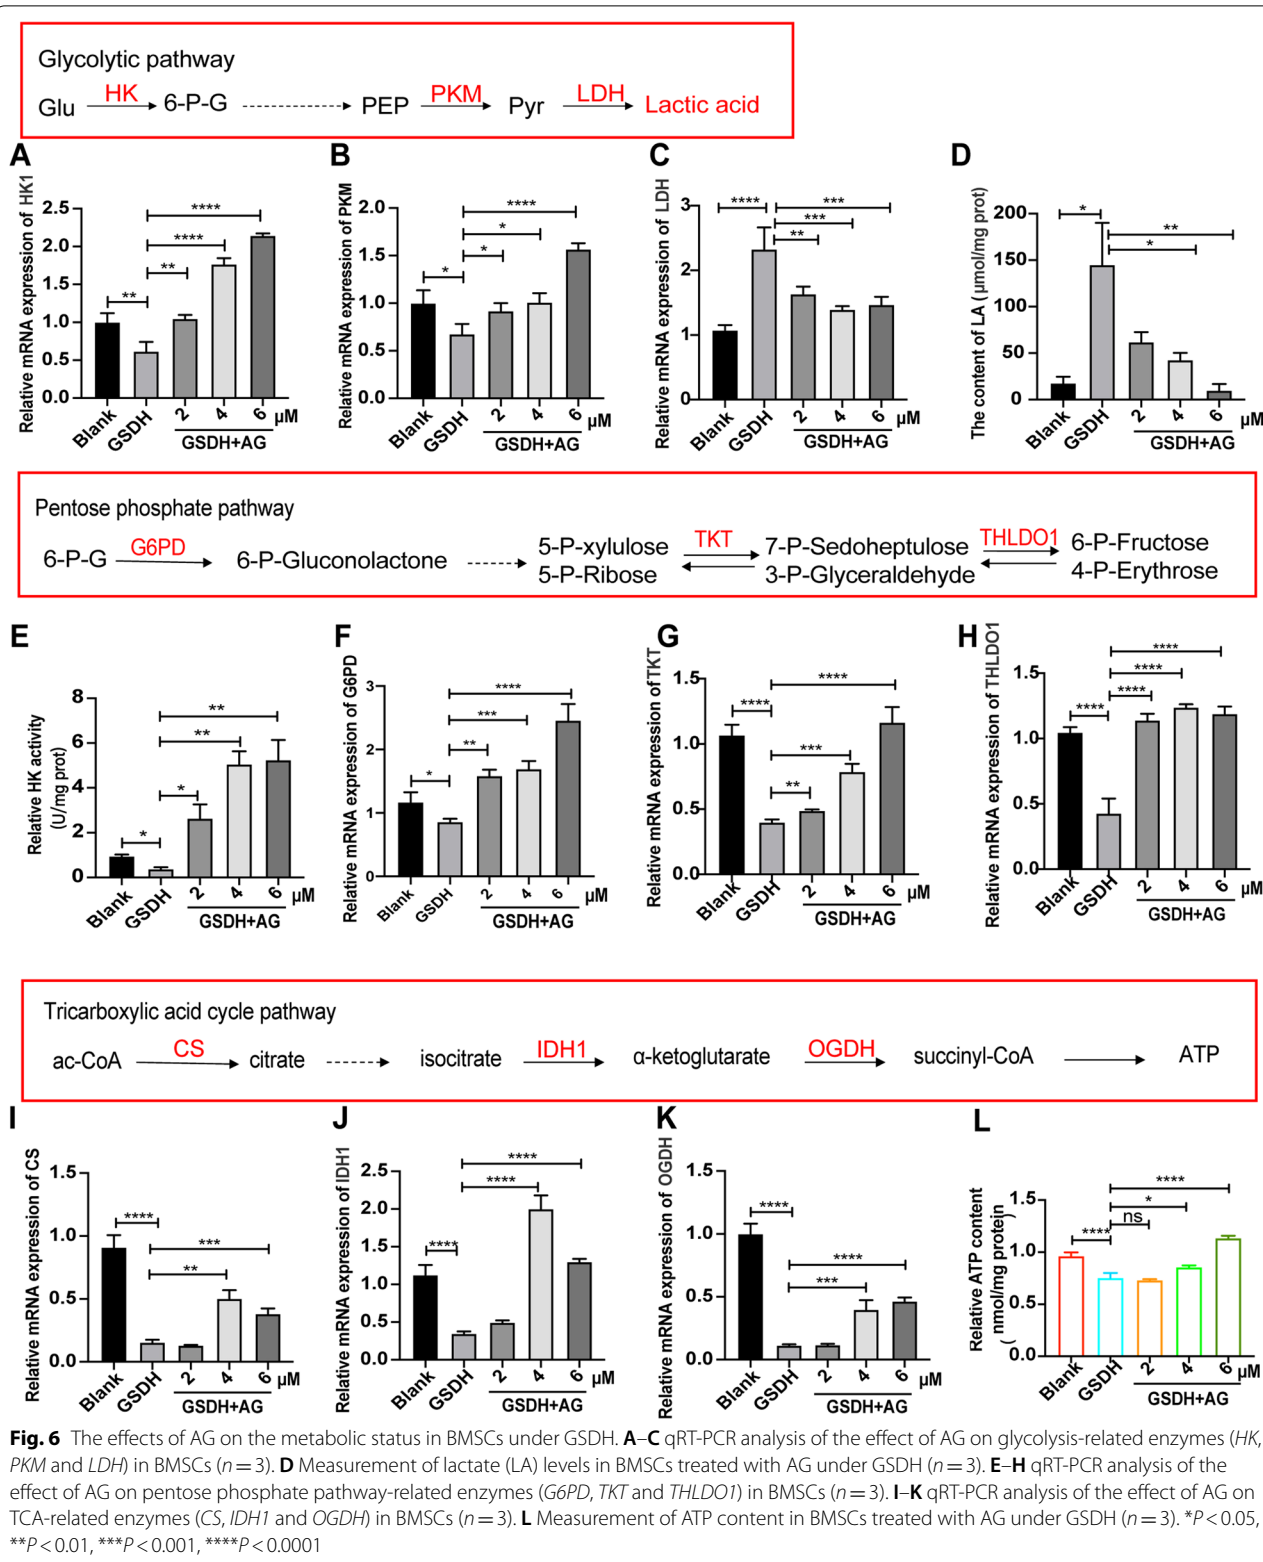 Glycolytic pathway
Glu HK 6-P-G PEP PKM Pyr LDH Lactic acid
A
Relative mRNA expression of HK1
2.5
2.0
1.5
1.0
0.5
0.0
**
**
****
****
Blank GSDH 2 4 6 μM
GSDH+AG
B
Relative mRNA expression of PKM
2.0
1.5
1.0
0.5
0.0
*
*
*
****
Blank GSDH 2 4 6 μM
GSDH+AG
C
Relative mRNA expression of LDH
3
2
1
0
****
***
***
**
Blank GSDH 2 4 6 μM
GSDH+AG
D
The content of LA (μmol/mg prot)
200
150
100
50
0
*
**
*
Blank GSDH 2 4 6 μM
GSDH+AG
Pentose phosphate pathway
6-P-G G6PD 6-P-Gluconolactone 5-P-xylulose TKT 7-P-Sedoheptulose THLDO1 6-P-Fructose
5-P-Ribose 3-P-Glyceraldehyde 4-P-Erythrose
E
Relative HK activity
(U/mg prot)
8
6
4
2
0
*
*
**
**
Blank GSDH 2 4 6 μM
GSDH+AG
F
Relative mRNA expression of G6PD
3
2
1
0
*
**
***
****
Blank GSDH 2 4 6 μM
GSDH+AG
G
Relative mRNA expression of TKT
1.5
1.0
0.5
0.0
****
**
***
****
Blank GSDH 2 4 6 μM
GSDH+AG
H
Relative mRNA expression of THLDO1
1.5
1.0
0.5
0.0
****
****
****
****
Blank GSDH 2 4 6 μM
GSDH+AG
Tricarboxylic acid cycle pathway
ac-CoA CS citrate isocitrate IDH1 α-ketoglutarate OGDH succinyl-CoA ATP
I
Relative mRNA expression of CS
1.5
1.0
0.5
0.0
****
***
**
Blank GSDH 2 4 6 μM
GSDH+AG
J
Relative mRNA expression of IDH1
2.5
2.0
1.5
1.0
0.5
0.0
****
****
****
Blank GSDH 2 4 6 μM
GSDH+AG
K
Relative mRNA expression of OGDH
1.5
1.0
0.5
0.0
****
****
***
Blank GSDH 2 4 6 μM
GSDH+AG
L
Relative ATP content
( nmol/mg protein )
1.5
1.0
0.5
0.0
****
ns
*
****
Blank GSDH 2 4 6 μM
GSDH+AG
Fig. 6 The effects of AG on the metabolic status in BMSCs under GSDH. A–C qRT-PCR analysis of the effect of AG on glycolysis-related enzymes (HK,
PKM and LDH) in BMSCs (n = 3). D Measurement of lactate (LA) levels in BMSCs treated with AG under GSDH (n = 3). E–H qRT-PCR analysis of the
effect of AG on pentose phosphate pathway-related enzymes (G6PD, TKT and THLDO1) in BMSCs (n = 3). I–K qRT-PCR analysis of the effect of AG on
TCA-related enzymes (CS, IDH1 and OGDH) in BMSCs (n = 3). L Measurement of ATP content in BMSCs treated with AG under GSDH (n = 3). *P < 0.05,
**P < 0.01, ***P < 0.001, ****P < 0.0001